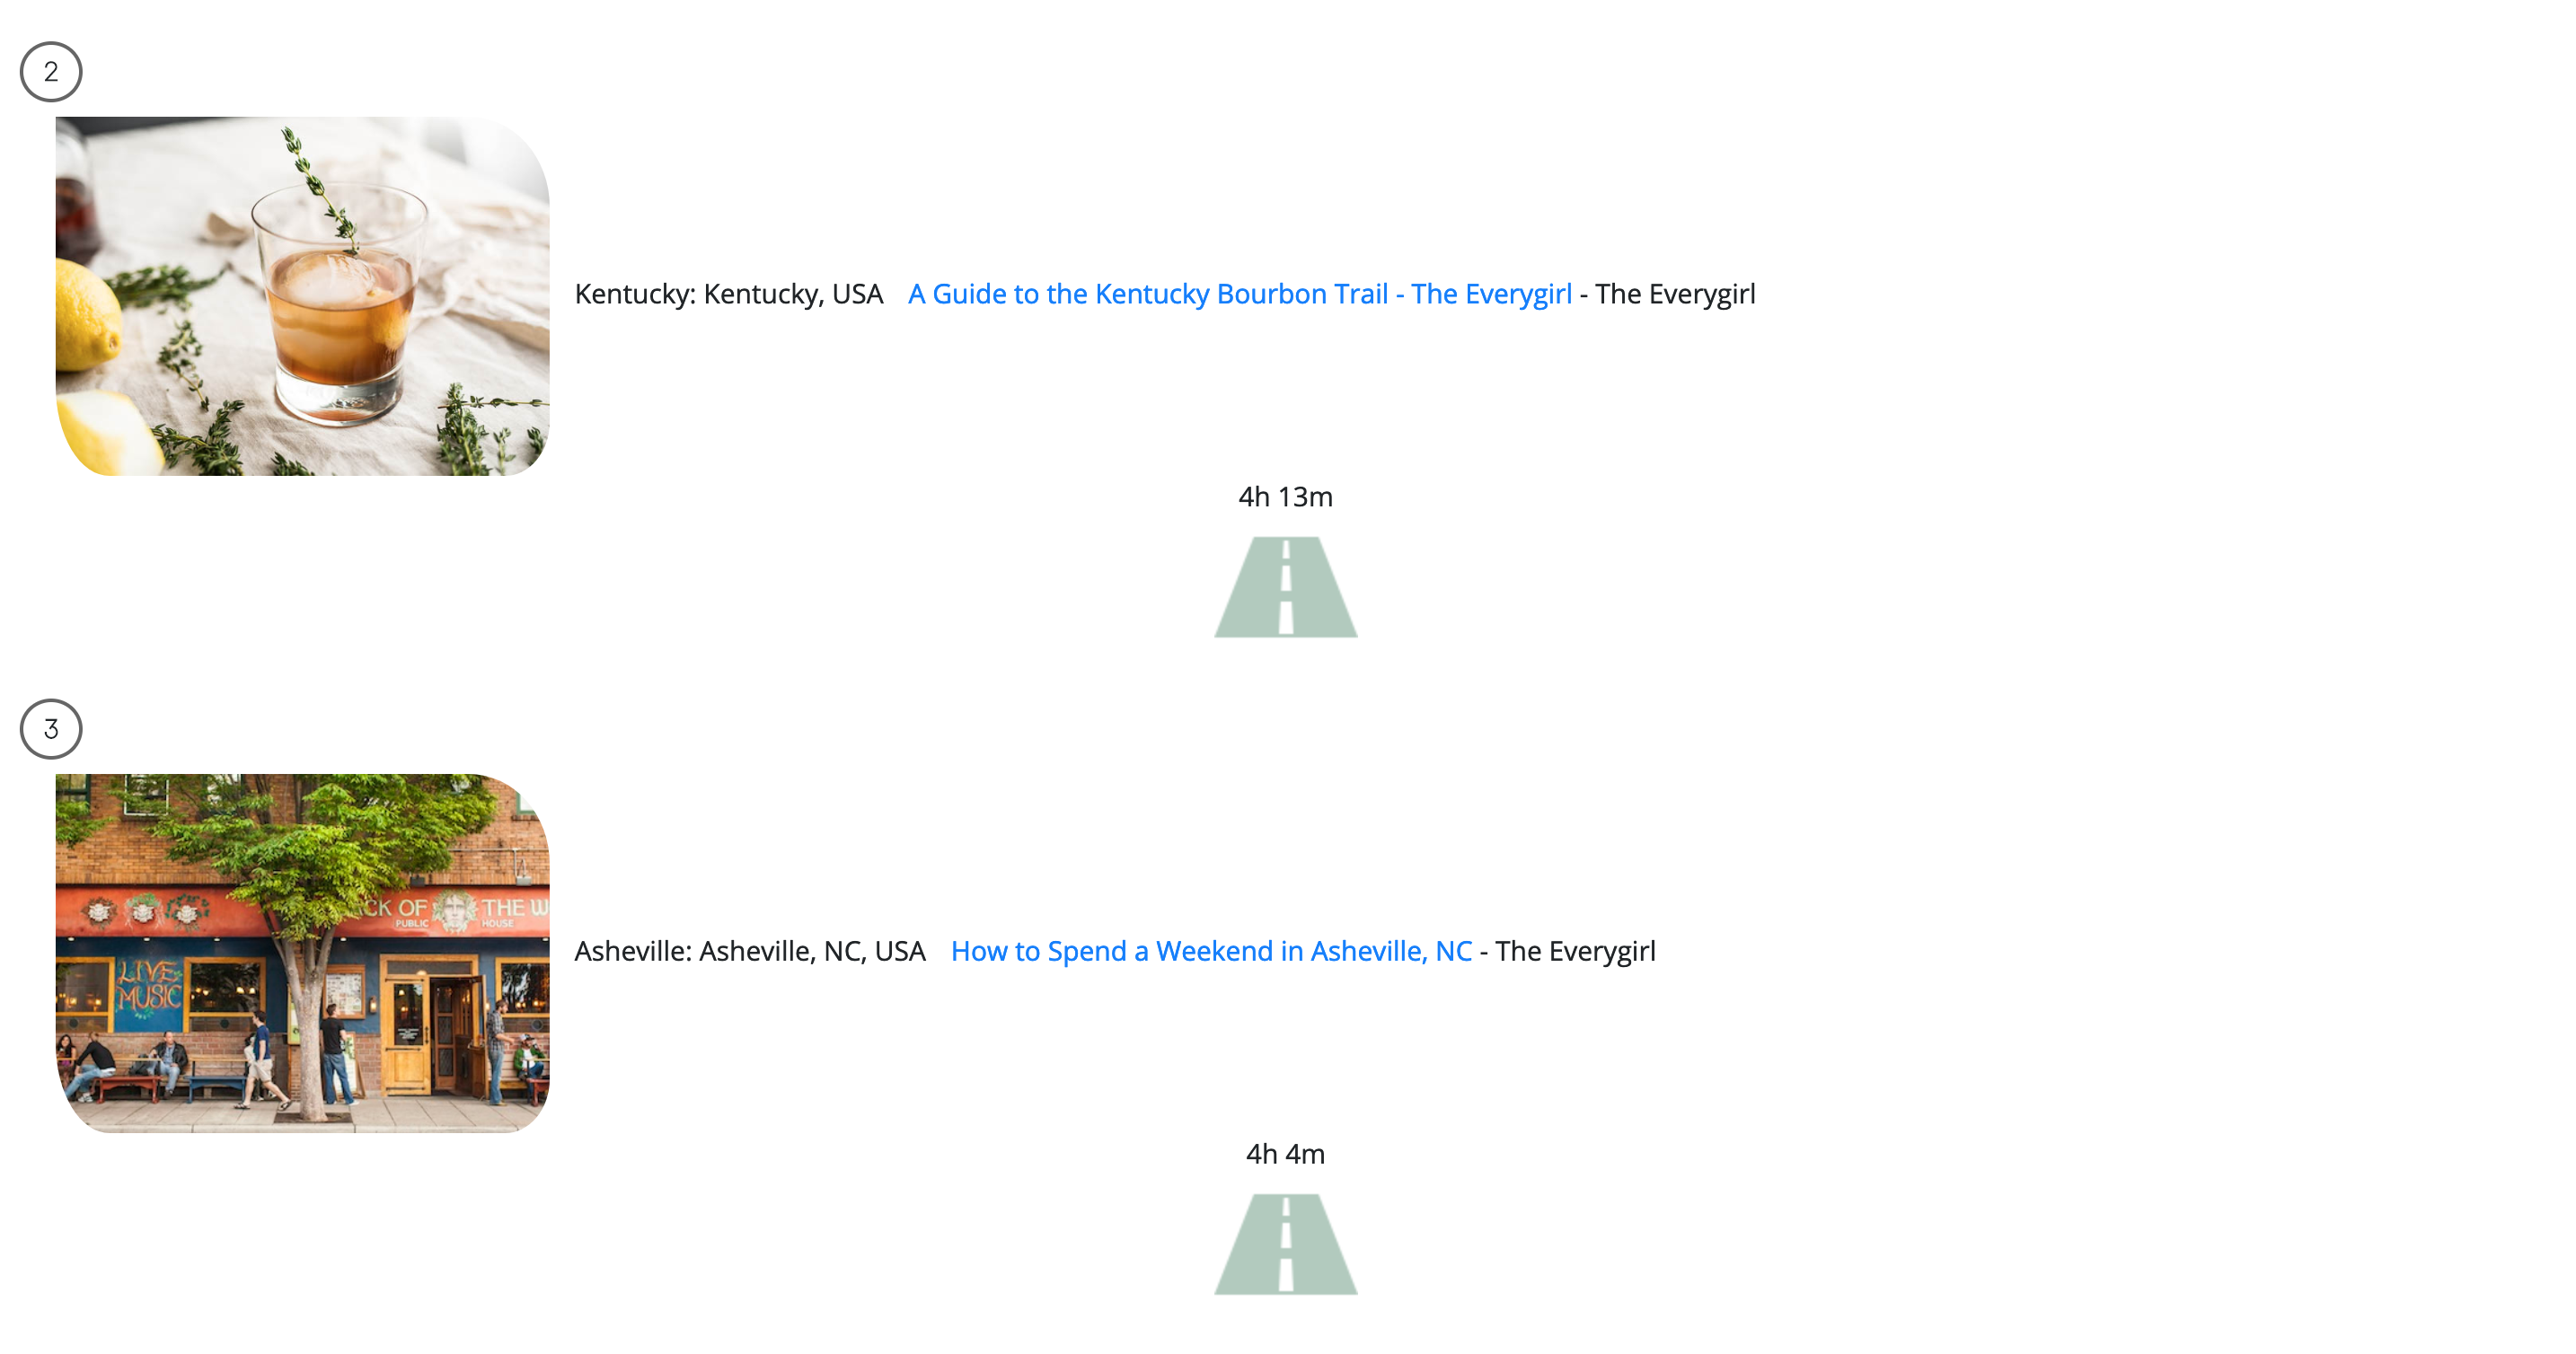 2
Kentucky: Kentucky, USA A Guide to the Kentucky Bourbon Trail - The Everygirl - The Everygirl
4h 13m
3
CK OF THE W
PUBLIC HOUSE
LIVE
MUSIC
Asheville: Asheville, NC, USA How to Spend a Weekend in Asheville, NC - The Everygirl
4h 4m